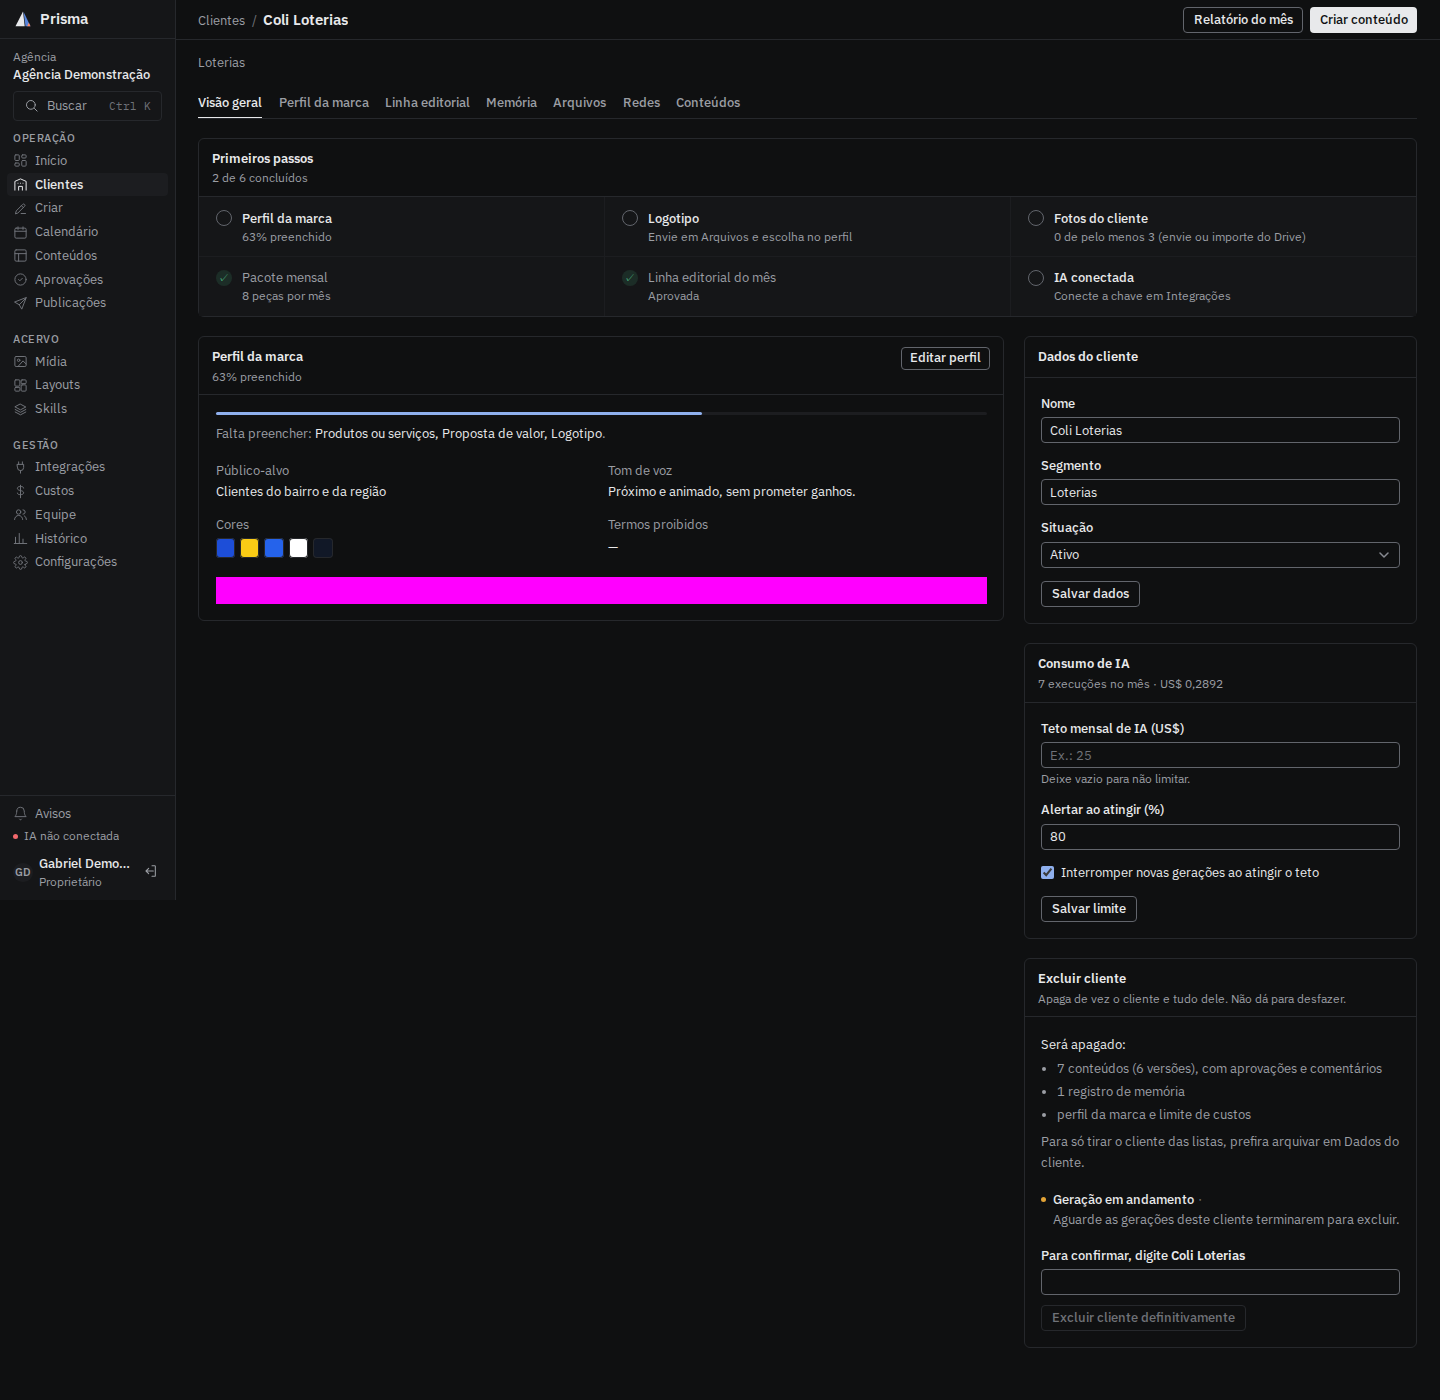 Prisma
Agência
Agência Demonstração
Buscar Ctrl K
OPERAÇÃO
Início
Clientes
Criar
Calendário
Conteúdos
Aprovações
Publicações
ACERVO
Mídia
Layouts
Skills
GESTÃO
Integrações
Custos
Equipe
Histórico
Configurações
Avisos
IA não conectada
GD Gabriel Demo...
Proprietário
Clientes / Coli Loterias
Relatório do mês
Criar conteúdo
Loterias
Visão geral Perfil da marca Linha editorial Memória Arquivos Redes Conteúdos
Primeiros passos
2 de 6 concluídos
Perfil da marca
63% preenchido
Logotipo
Envie em Arquivos e escolha no perfil
Fotos do cliente
0 de pelo menos 3 (envie ou importe do Drive)
Pacote mensal
8 peças por mês
Linha editorial do mês
Aprovada
IA conectada
Conecte a chave em Integrações
Perfil da marca
63% preenchido
Editar perfil
Falta preencher: Produtos ou serviços, Proposta de valor, Logotipo.
Público-alvo
Clientes do bairro e da região
Tom de voz
Próximo e animado, sem prometer ganhos.
Cores
Termos proibidos
—
Dados do cliente
Nome
Coli Loterias
Segmento
Loterias
Situação
Ativo
Salvar dados
Consumo de IA
7 execuções no mês · US$ 0,2892
Teto mensal de IA (US$)
Ex.: 25
Deixe vazio para não limitar.
Alertar ao atingir (%)
80
Interromper novas gerações ao atingir o teto
Salvar limite
Excluir cliente
Apaga de vez o cliente e tudo dele. Não dá para desfazer.
Será apagado:
• 7 conteúdos (6 versões), com aprovações e comentários
• 1 registro de memória
• perfil da marca e limite de custos
Para só tirar o cliente das listas, prefira arquivar em Dados do
cliente.
Geração em andamento ·
Aguarde as gerações deste cliente terminarem para excluir.
Para confirmar, digite Coli Loterias
Excluir cliente definitivamente